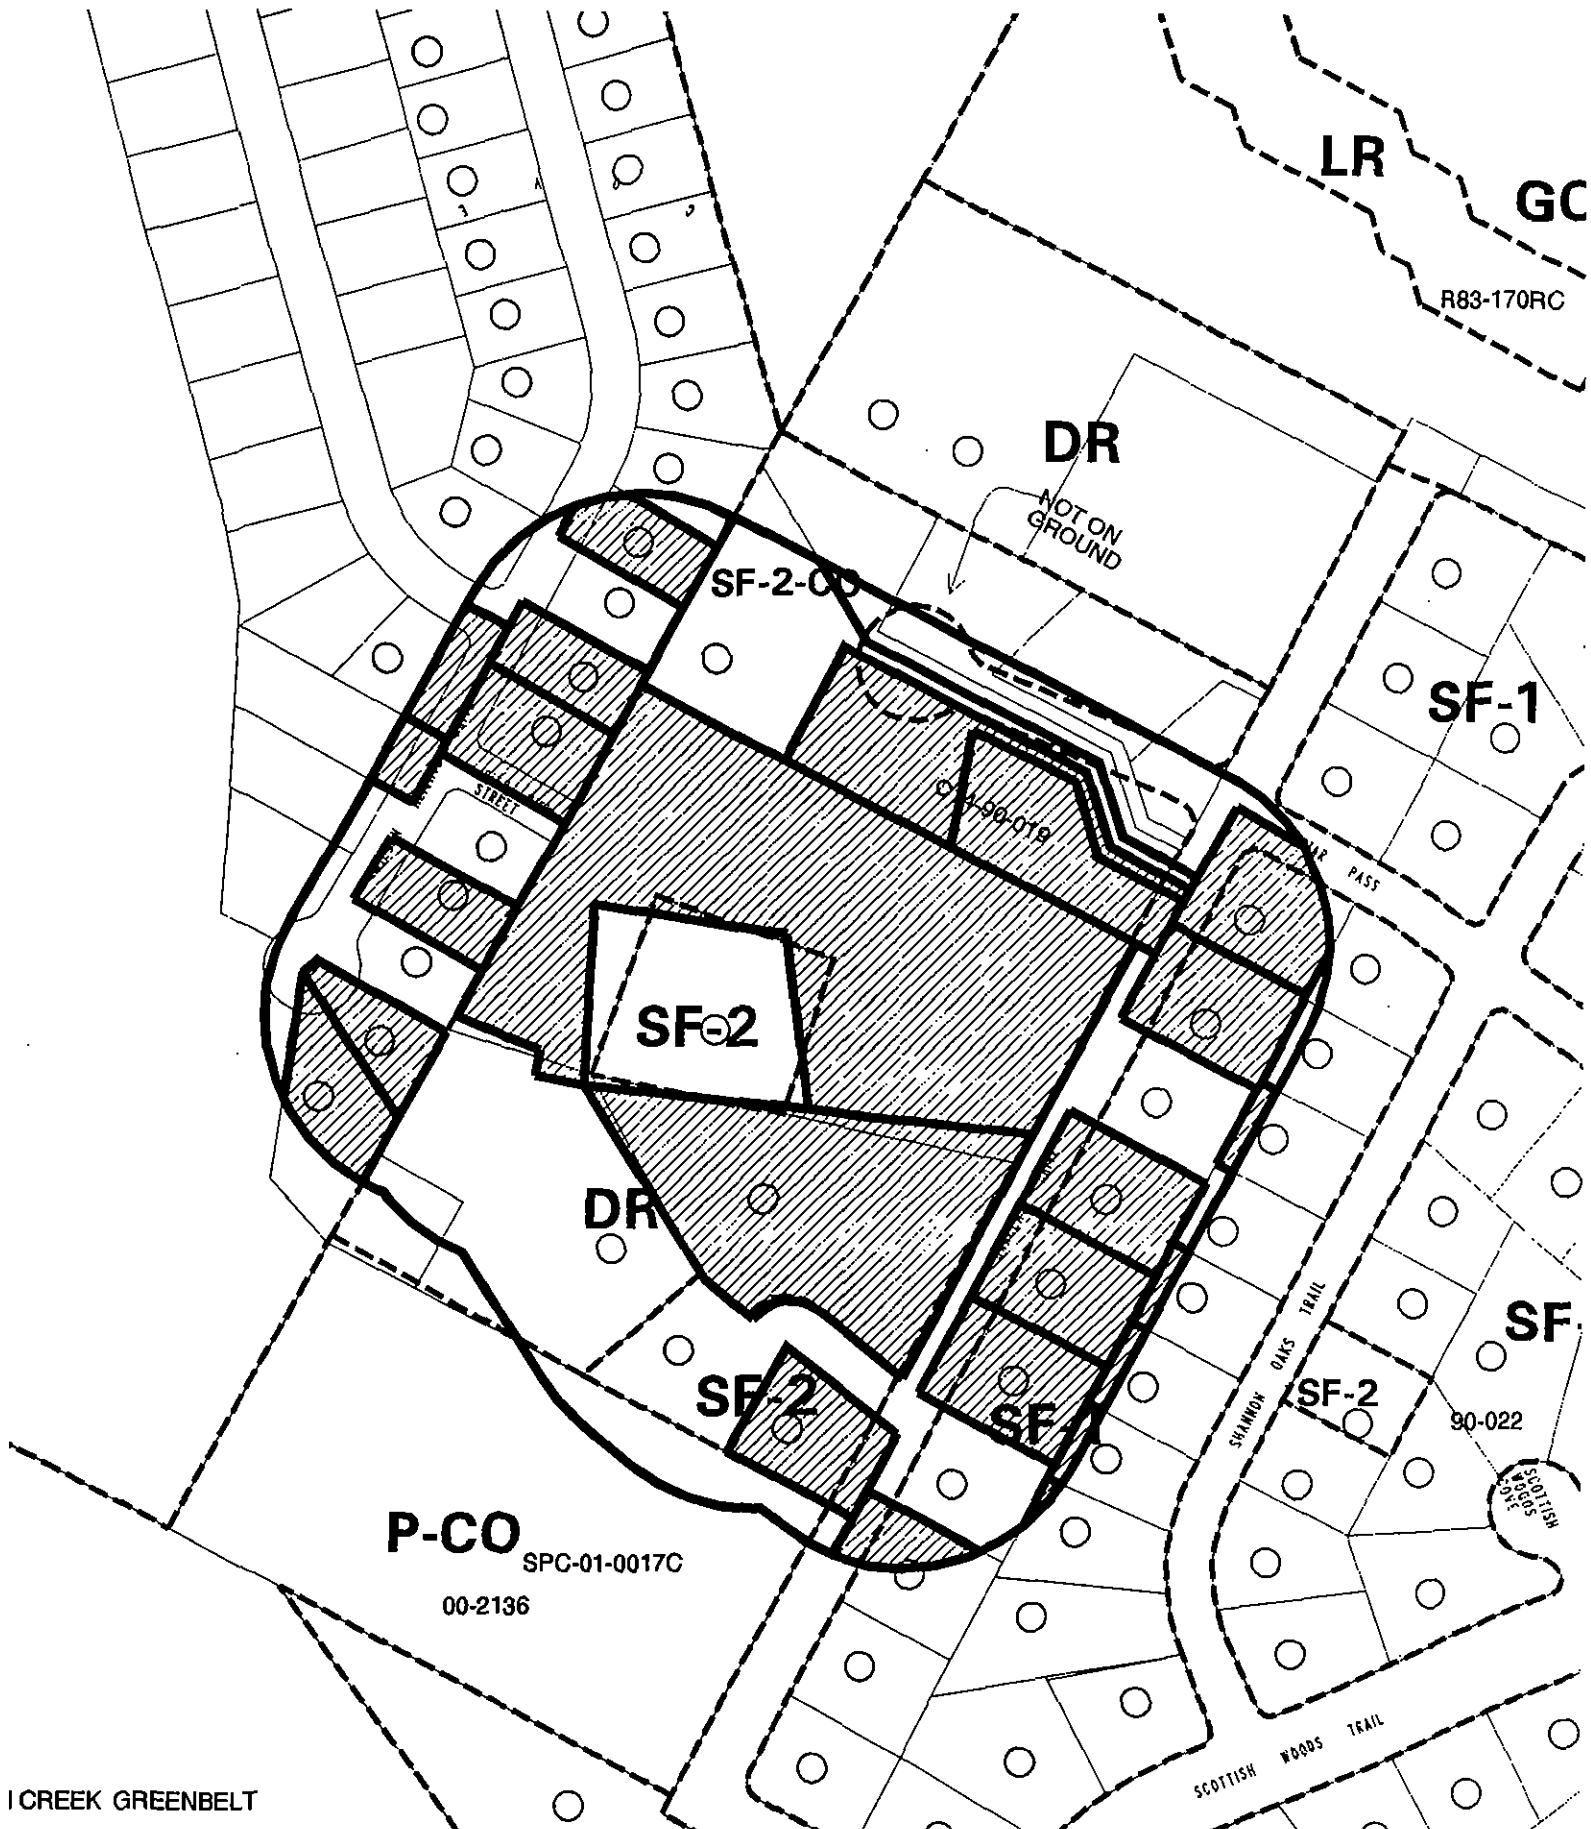 LR
GC
R83-170RC
DR
NOT ON
GROUND
SF-2-CO
SF-1
STREET
PASS
SF-2
DR
SHANNON OAKS TRAIL
SF-
SF-2
SF-2
90-022
SCOTTISH
WOODS
P-CO
SPC-01-0017C
00-2136
SCOTTISH WOODS TRAIL
CREEK GREENBELT